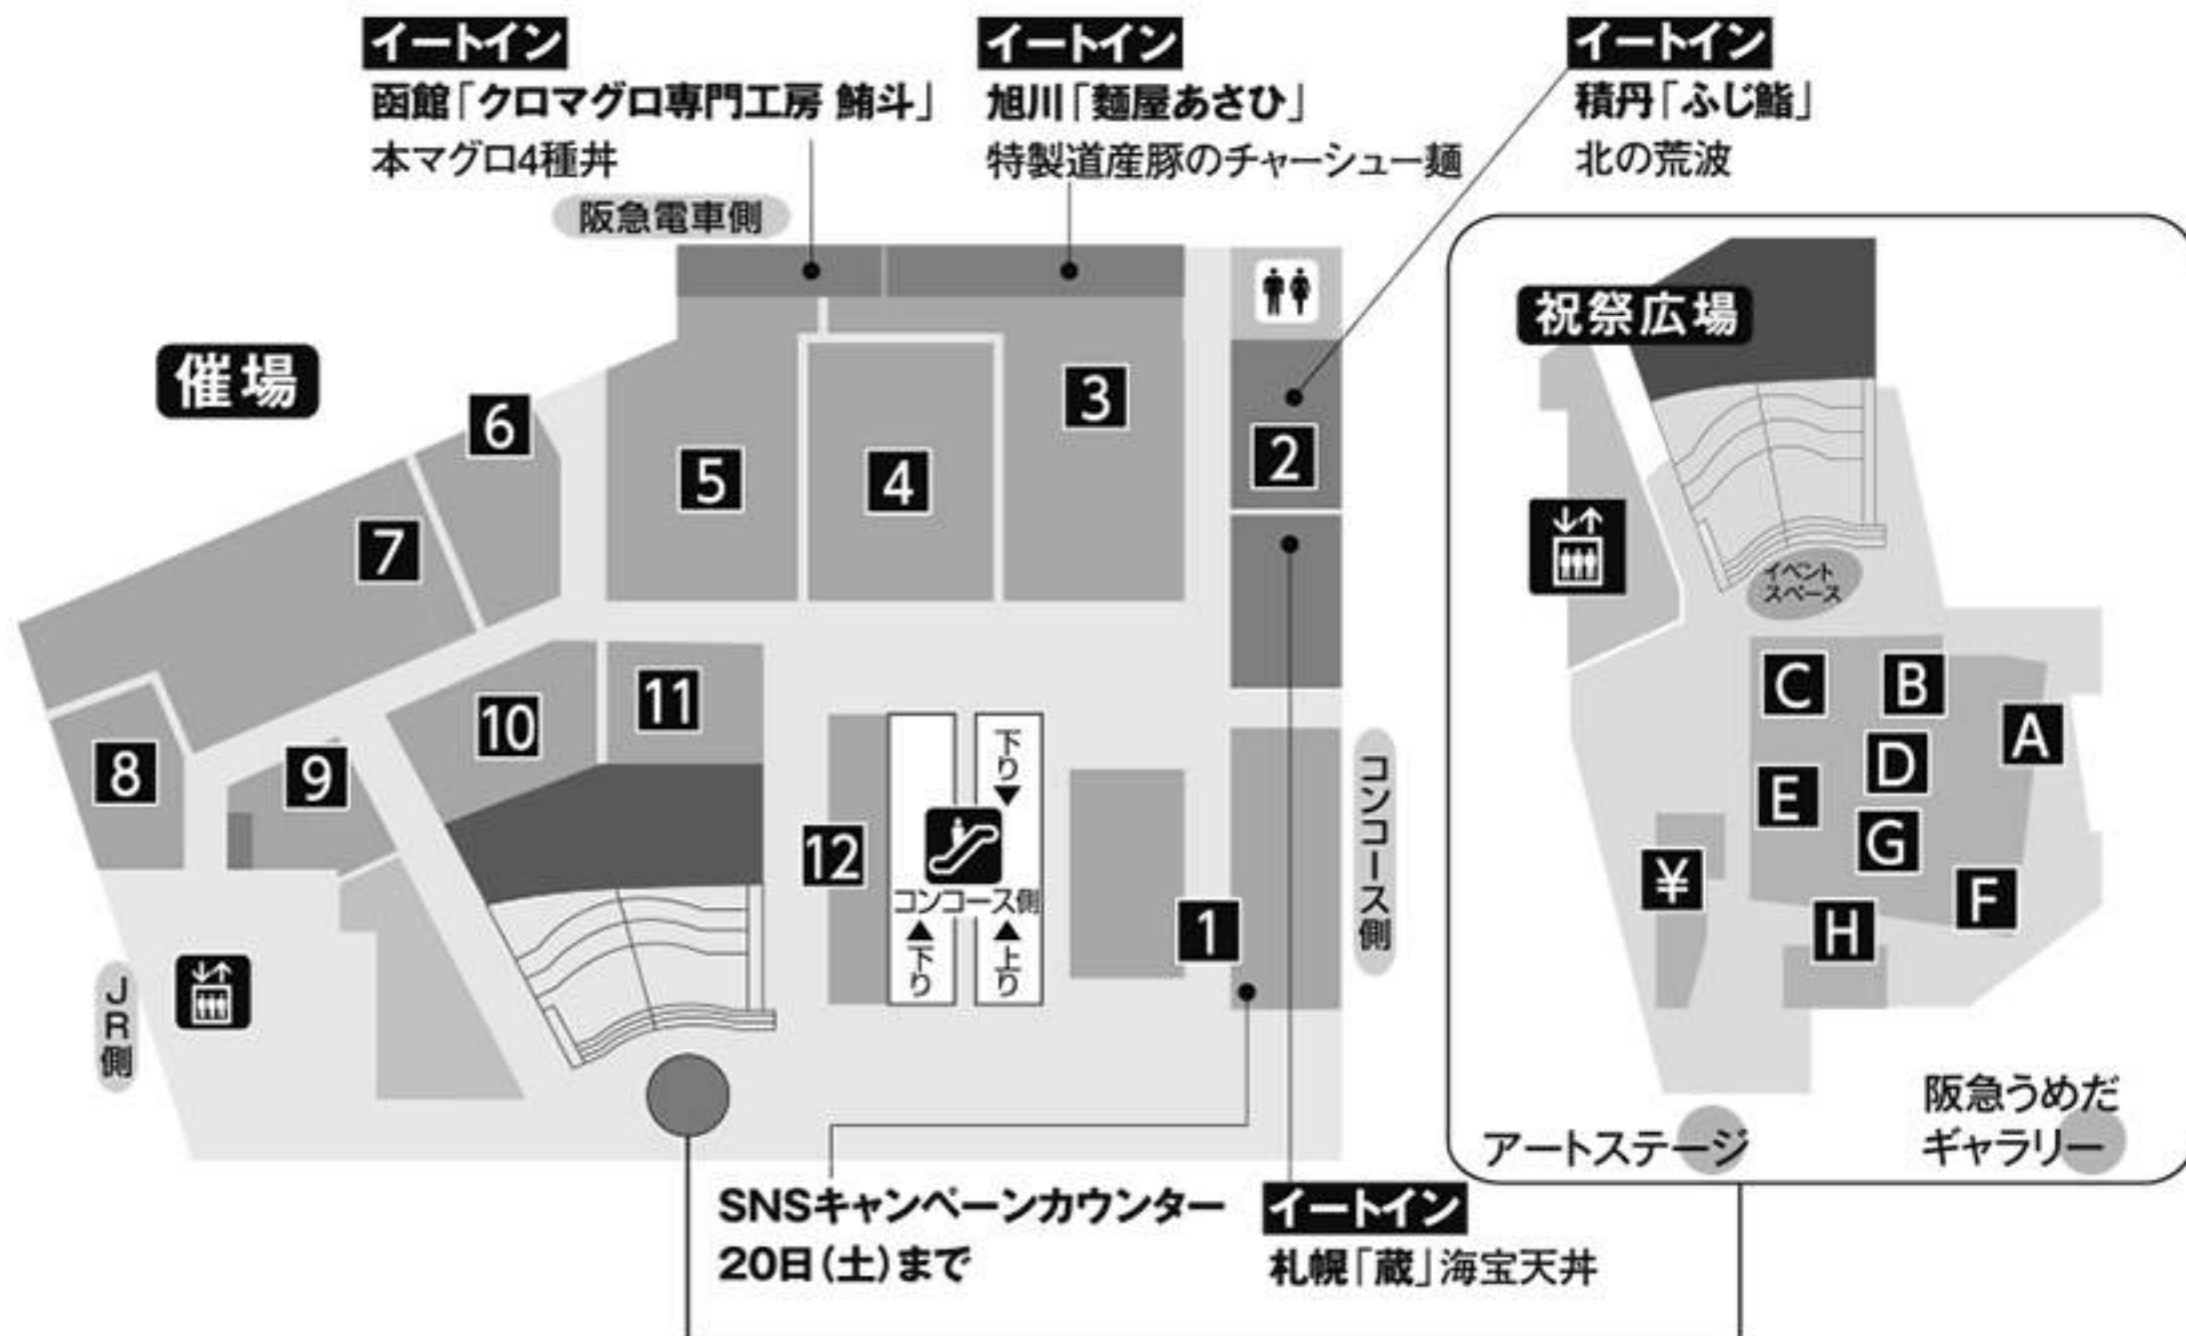 イートイン
函館「クロマグロ専門工房 鮪斗」
本マグロ4種丼
イートイン
旭川「麵屋あさひ」
特製道産豚のチャーシュー麺
イートイン
積丹「ふじ鮨」
北の荒波
阪急電車側
催場
祝祭広場
3
6
5
4
2
7
イベント
スペース
11
10
C
B
A
8
9
12
下り
コンコース側
下り
上り
1
コンコース側
D
E
G
¥
H
F
JR側
阪急うめだ
ギャラリー
アートステージ
SNSキャンペーンカウンター
20日(土)まで
イートイン
札幌「蔵」海宝天丼